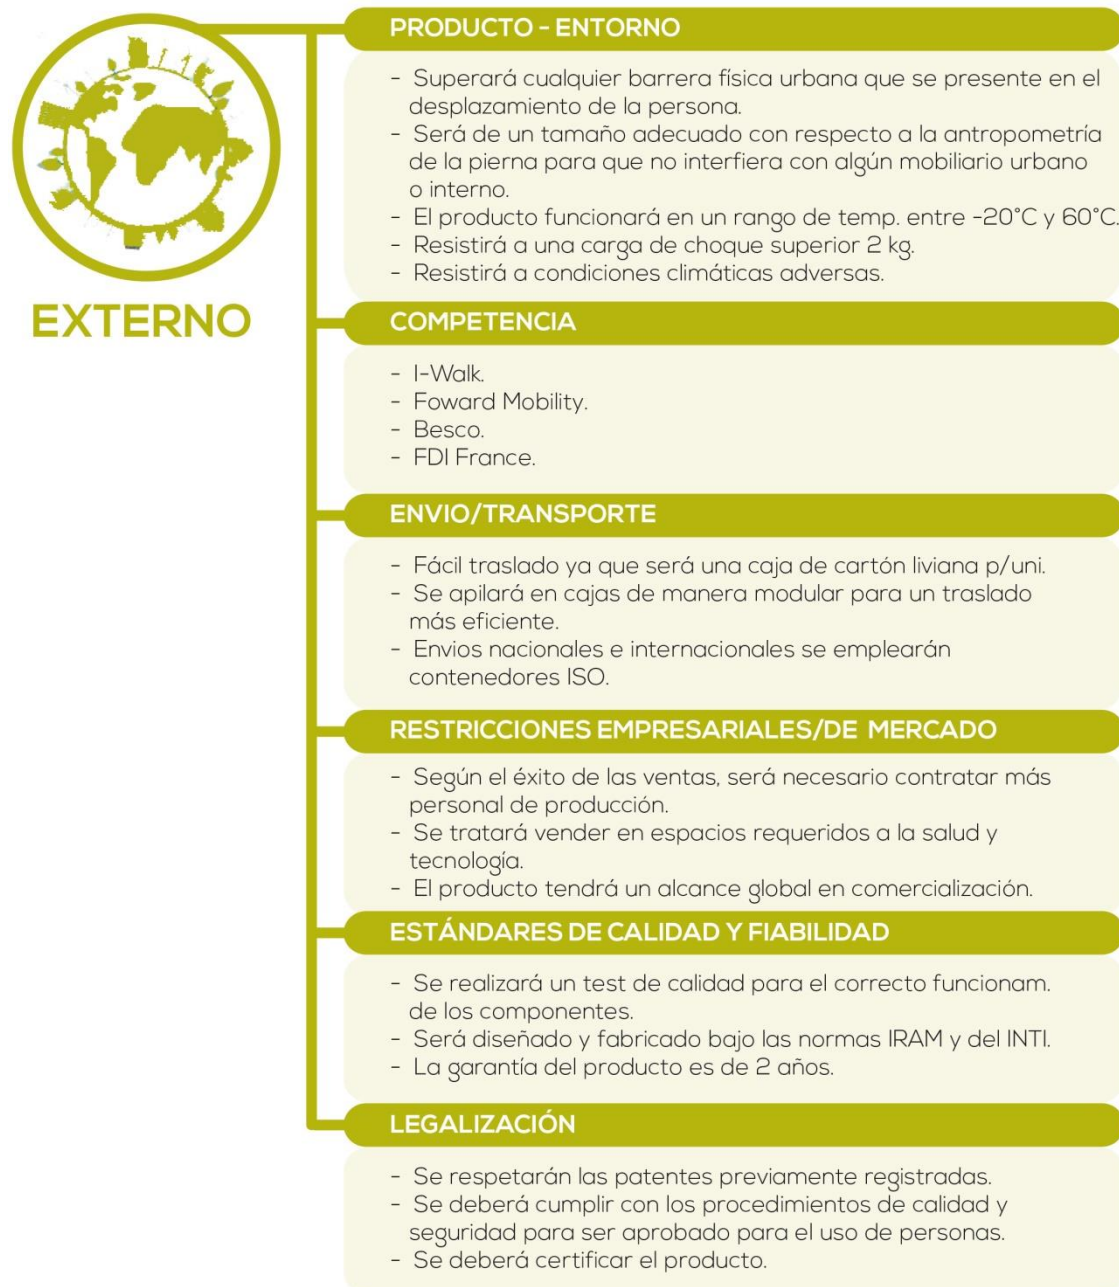 EXTERNO
PRODUCTO - ENTORNO
- Superará cualquier barrera física urbana que se presente en el
desplazamiento de la persona.
- Será de un tamaño adecuado con respecto a la antropometría
de la pierna para que no interfiera con algún mobiliario urbano
o interno.
- El producto funcionará en un rango de temp. entre -20°C y 60°C.
- Resistirá a una carga de choque superior 2 kg.
- Resistirá a condiciones climáticas adversas.
COMPETENCIA
- I-Walk.
- Foward Mobility.
- Besco.
- FDI France.
ENVIO/TRANSPORTE
- Fácil traslado ya que será una caja de cartón liviana p/uni.
- Se apilará en cajas de manera modular para un traslado
más eficiente.
- Envios nacionales e internacionales se emplearán
contenedores ISO.
RESTRICCIONES EMPRESARIALES/DE MERCADO
- Según el éxito de las ventas, será necesario contratar más
personal de producción.
- Se tratará vender en espacios requeridos a la salud y
tecnología.
- El producto tendrá un alcance global en comercialización.
ESTÁNDARES DE CALIDAD Y FIABILIDAD
- Se realizará un test de calidad para el correcto funcionam.
de los componentes.
- Será diseñado y fabricado bajo las normas IRAM y del INTI.
- La garantía del producto es de 2 años.
LEGALIZACIÓN
- Se respetarán las patentes previamente registradas.
- Se deberá cumplir con los procedimientos de calidad y
seguridad para ser aprobado para el uso de personas.
- Se deberá certificar el producto.